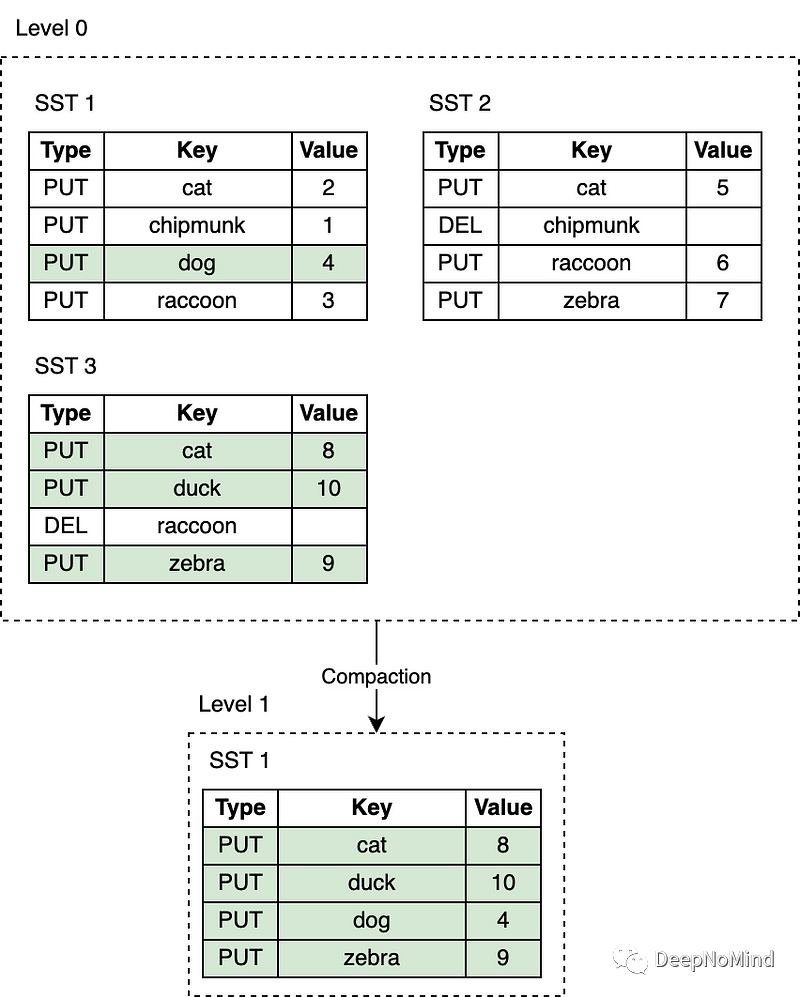 Level 0
SST 1
Type Key Value
PUT cat 2
PUT chipmunk 1
PUT dog 4
PUT raccoon 3
SST 2
Type Key Value
PUT cat 5
DEL chipmunk
PUT raccoon 6
PUT zebra 7
SST 3
Type Key Value
PUT cat 8
PUT duck 10
DEL raccoon
PUT zebra 9
Compaction
Level 1
SST 1
Type Key Value
PUT cat 8
PUT duck 10
PUT dog 4
PUT zebra 9
DeepNoMind